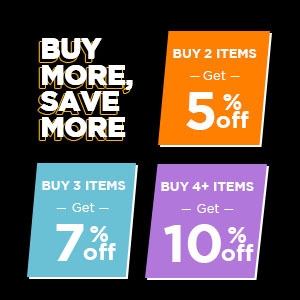 BUY
MORE,
SAVE
MORE
BUY 2 ITEMS
— Get —
5%
off
BUY 3 ITEMS
— Get —
7%
off
BUY 4+ ITEMS
— Get —
10%
off